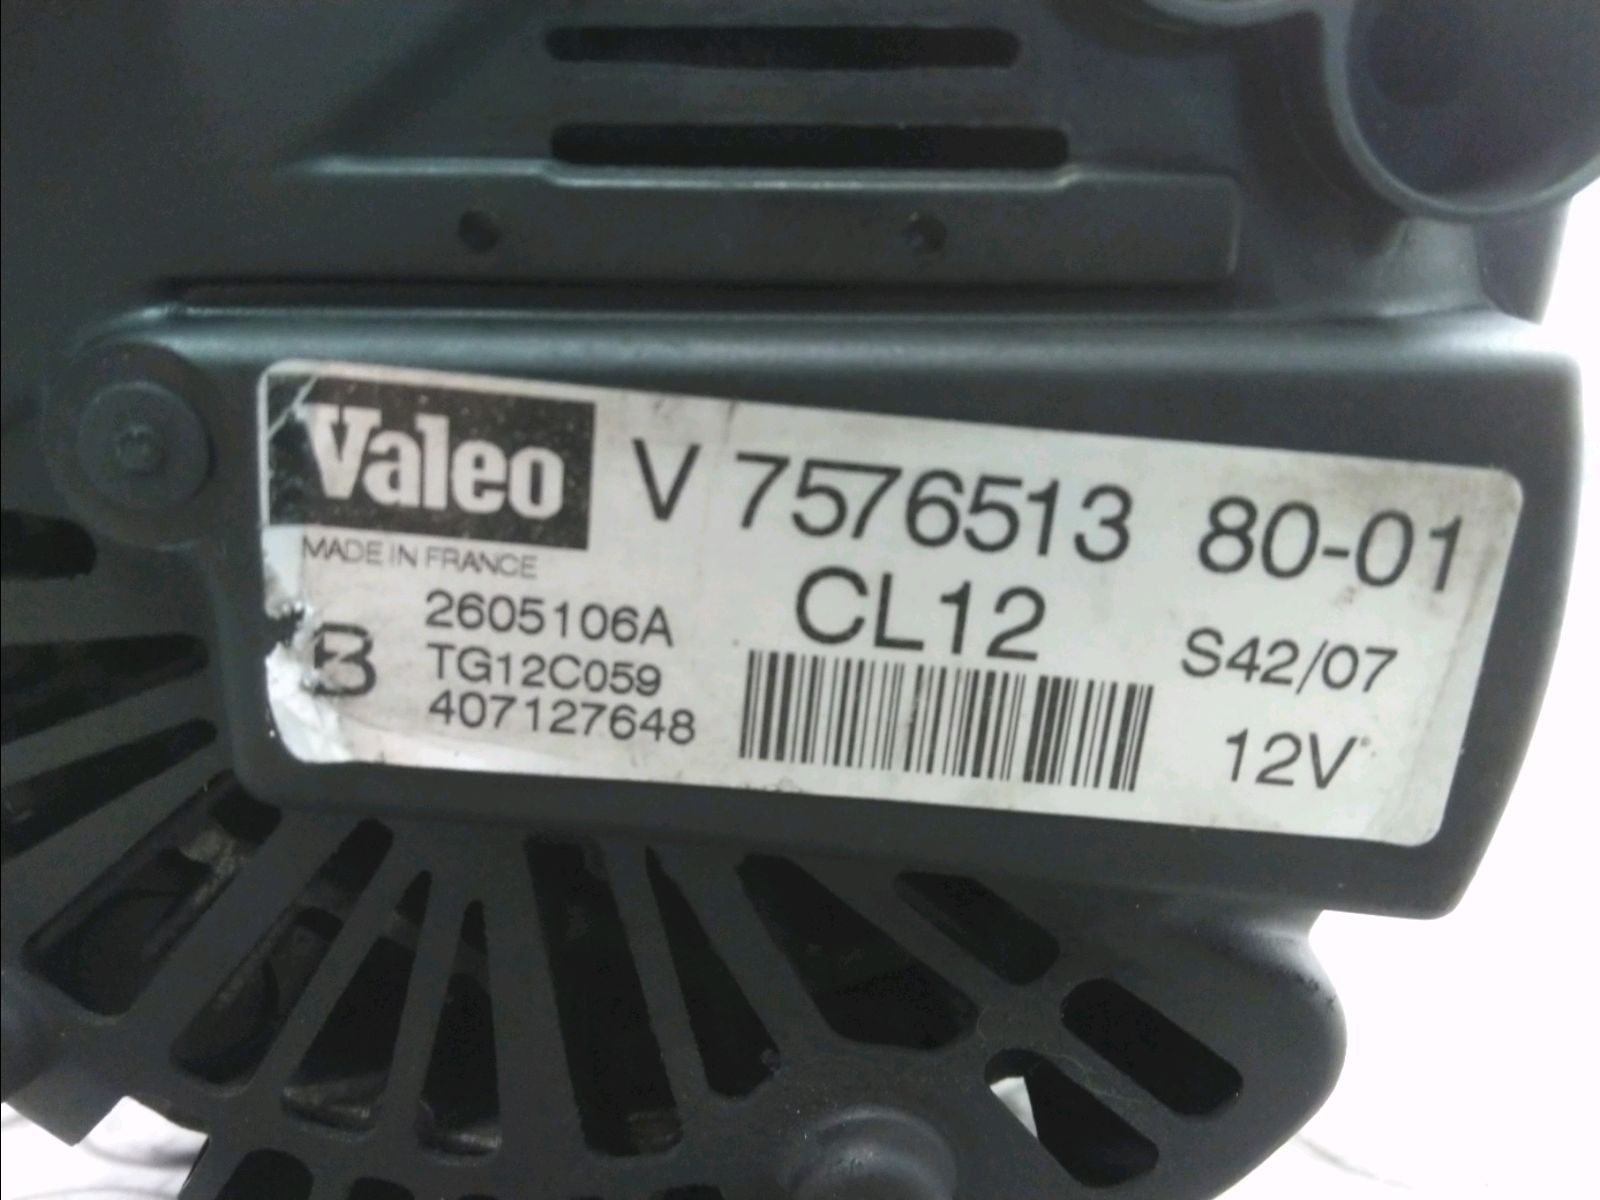 Valeo V 7576513 80-01
MADE IN FRANCE
CL12
2605106A
TG12C059
407127648
S42/07
12V